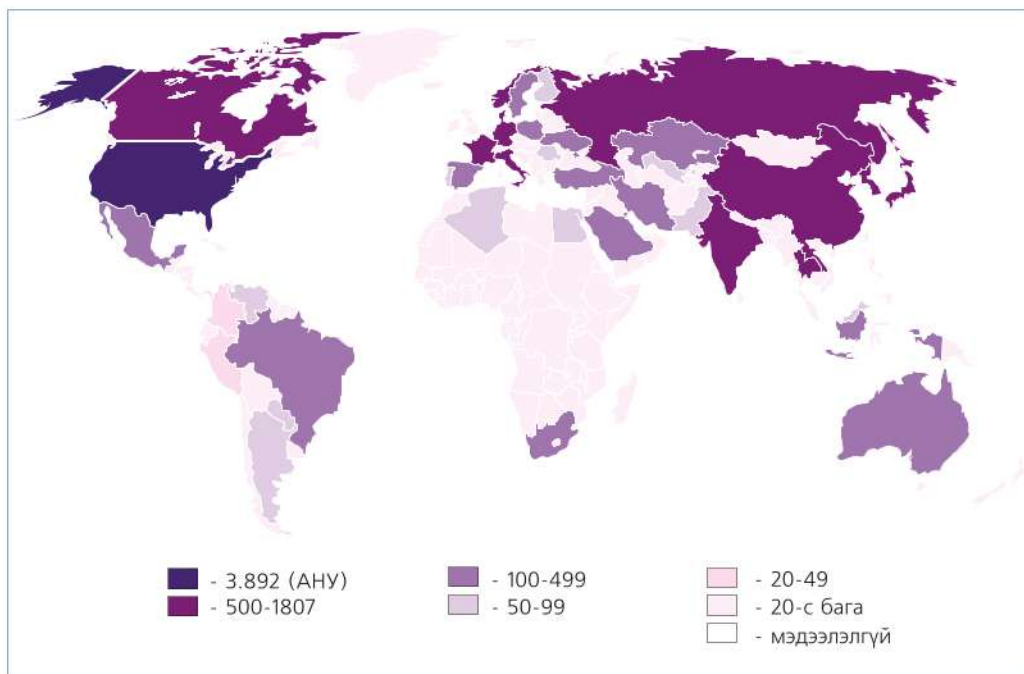 - 3.892 (АНУ)
- 500-1807
- 100-499
- 50-99
- 20-49
- 20-с бага
- мэдээлэлгүй